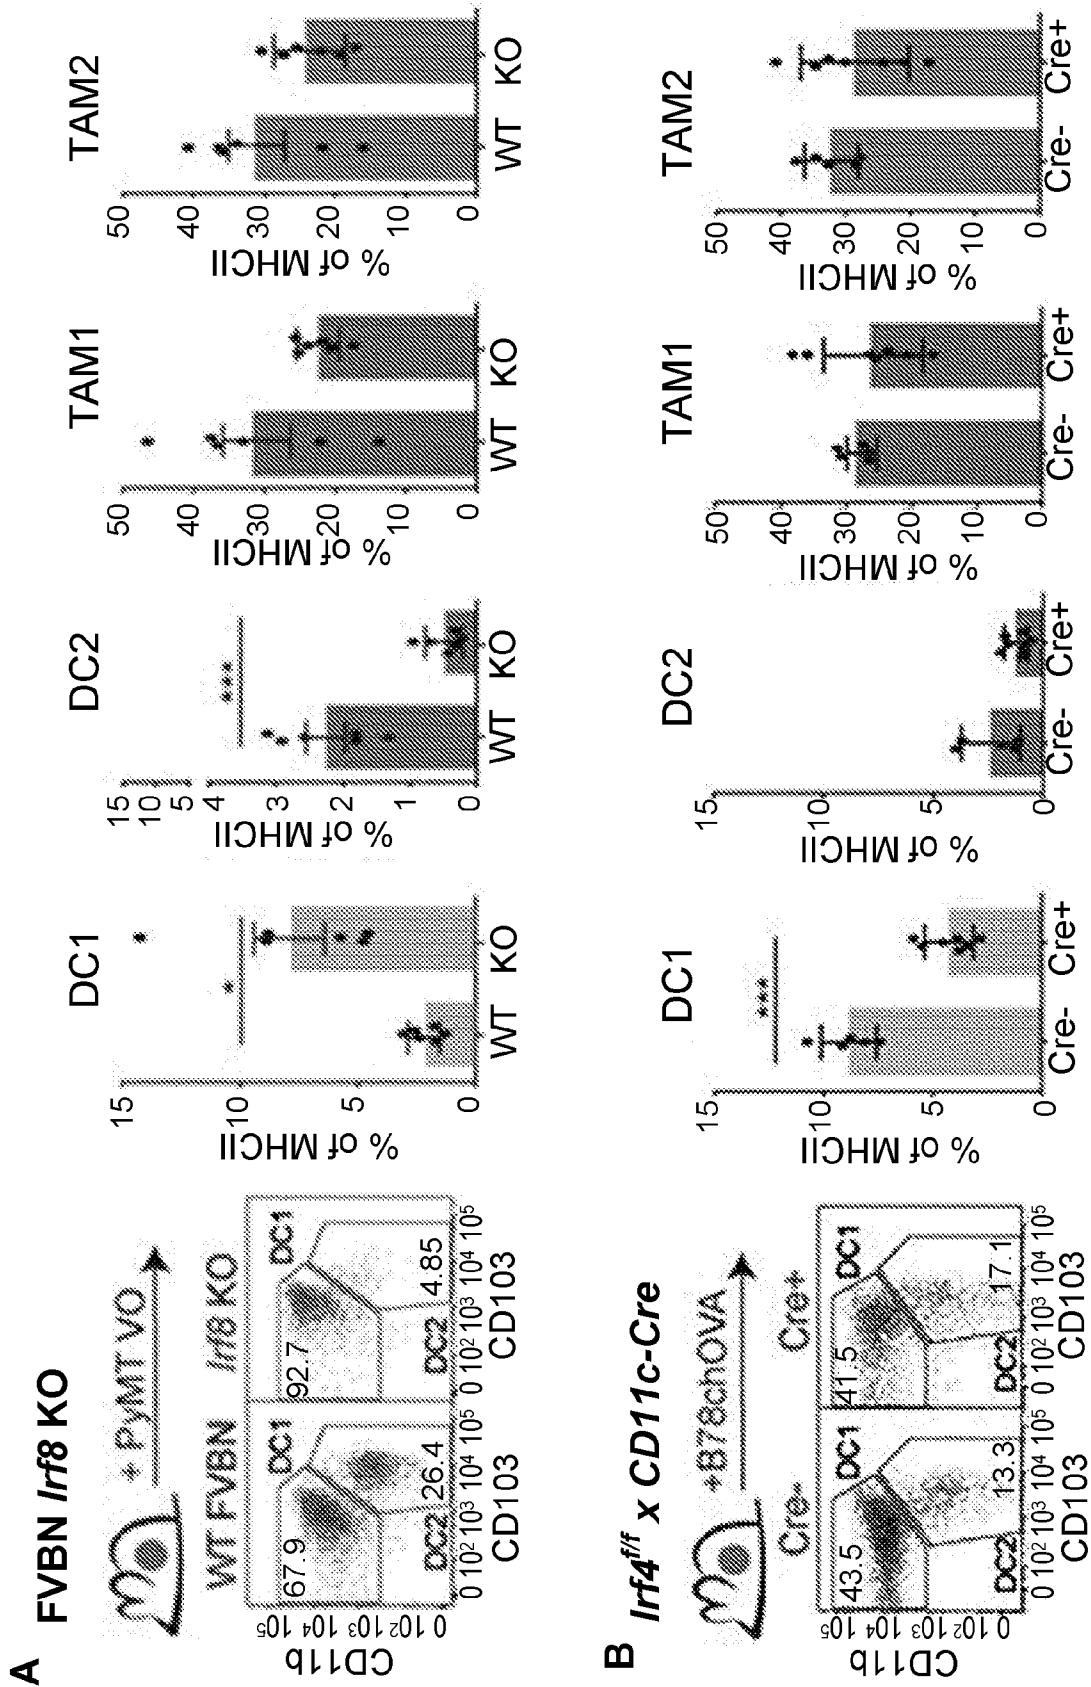 A
FVBN Irf8 KO
+ PyMT VO
WT FVBN
Irf8 KO
CD11b
0 10² 10³ 10⁴ 10⁵
67.9
DC1
DC2
26.4
0 10² 10³ 10⁴ 10⁵
CD103
92.7
DC1
DC2
4.85
0 10² 10³ 10⁴ 10⁵
CD103
DC1
% of MHCII
15
10
5
0
*
WT
KO
DC2
% of MHCII
15
10
5
4
3
2
1
0
***
WT
KO
TAM1
% of MHCII
50
40
30
20
10
0
WT
KO
TAM2
% of MHCII
50
40
30
20
10
0
WT
KO
B
Irf4f/f x CD11c-Cre
+B78chOVA
Cre-
Cre+
CD11b
0 10² 10³ 10⁴ 10⁵
43.5
DC1
DC2
13.3
0 10² 10³ 10⁴ 10⁵
CD103
41.5
DC1
DC2
17.1
0 10² 10³ 10⁴ 10⁵
CD103
DC1
% of MHCII
15
10
5
0
***
Cre-
Cre+
DC2
% of MHCII
15
10
5
0
Cre-
Cre+
TAM1
% of MHCII
50
40
30
20
10
0
Cre-
Cre+
TAM2
% of MHCII
50
40
30
20
10
0
Cre-
Cre+